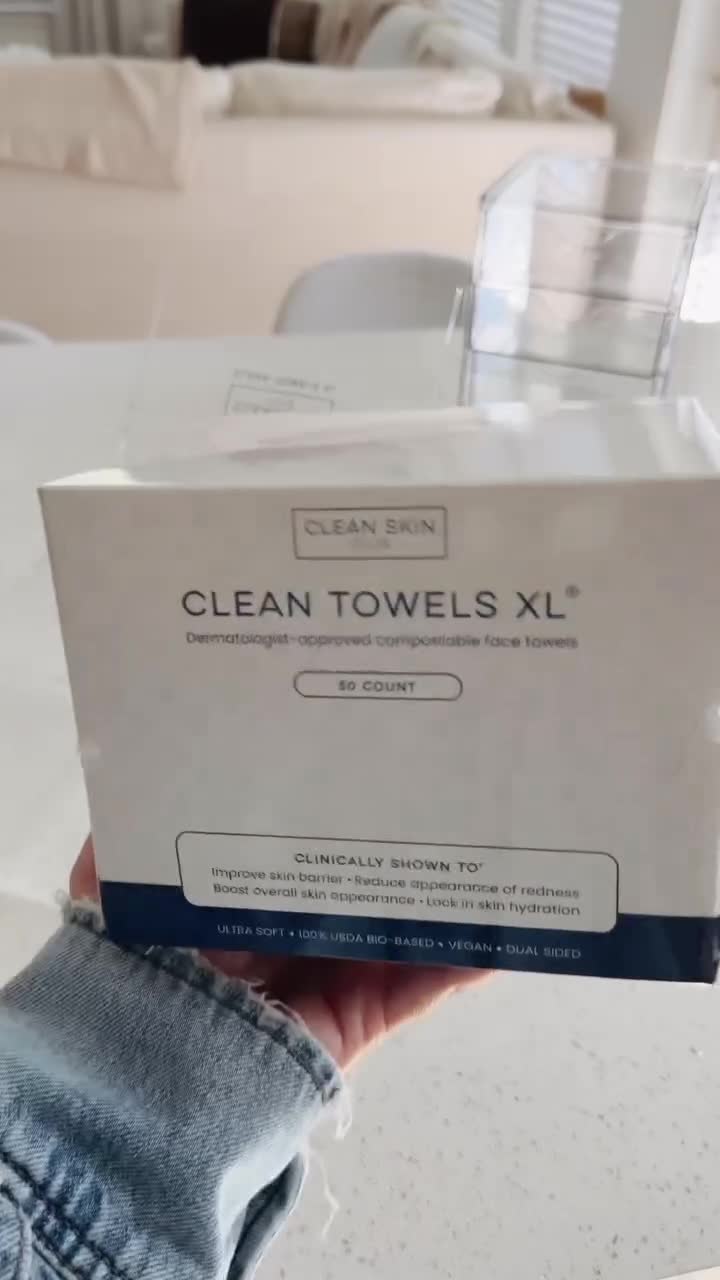 CLEAN SKIN
CLEAN TOWELS XL®
Dermatologist-approved compostable face towels
50 COUNT
CLINICALLY SHOWN TO*
Improve skin barrier • Reduce appearance of redness
Boost overall skin appearance • Lock in skin hydration
ULTRA SOFT • 100% USDA BIO-BASED • VEGAN • DUAL SIDED